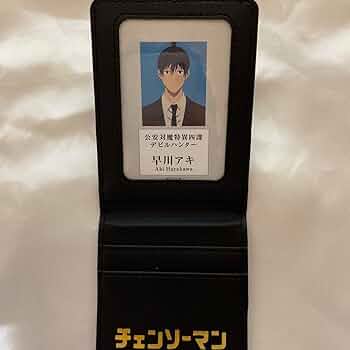 公安対魔特異四課
デビルハンター
早川アキ
Aki Hayakawa
チェンソーマン